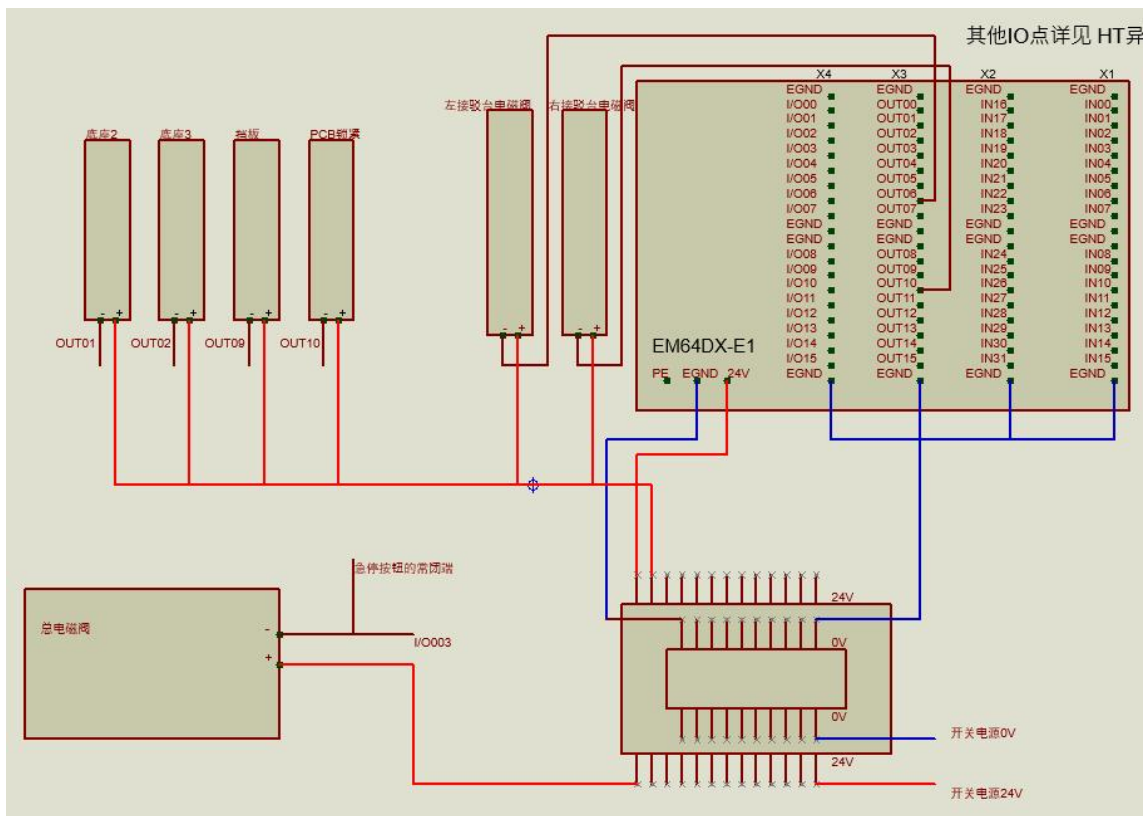 其他IO点详见 HT异
X4 X3 X2 X1
EGND EGND EGND EGND
I/O00 OUT00 IN16 IN00
I/O01 OUT01 IN17 IN01
I/O02 OUT02 IN18 IN02
I/O03 OUT03 IN19 IN03
I/O04 OUT04 IN20 IN04
I/O05 OUT05 IN21 IN05
I/O06 OUT06 IN22 IN06
I/O07 OUT07 IN23 IN07
EGND EGND EGND EGND
EGND EGND EGND EGND
I/O08 OUT08 IN24 IN08
I/O09 OUT09 IN25 IN09
I/O10 OUT10 IN26 IN10
I/O11 OUT11 IN27 IN11
I/O12 OUT12 IN28 IN12
I/O13 OUT13 IN29 IN13
I/O14 OUT14 IN30 IN14
I/O15 OUT15 IN31 IN15
EGND EGND EGND EGND
EM64DX-E1
PE EGND 24V
左接驳台电磁阀 右接驳台电磁阀
- + - +
底座2 底座3 挡板 PCB锁紧
- + - + - + - +
OUT01 OUT02 OUT09 OUT10
急停按钮的常闭端
总电磁阀
-
I/O003
+
24V
0V
0V
开关电源0V
24V
开关电源24V